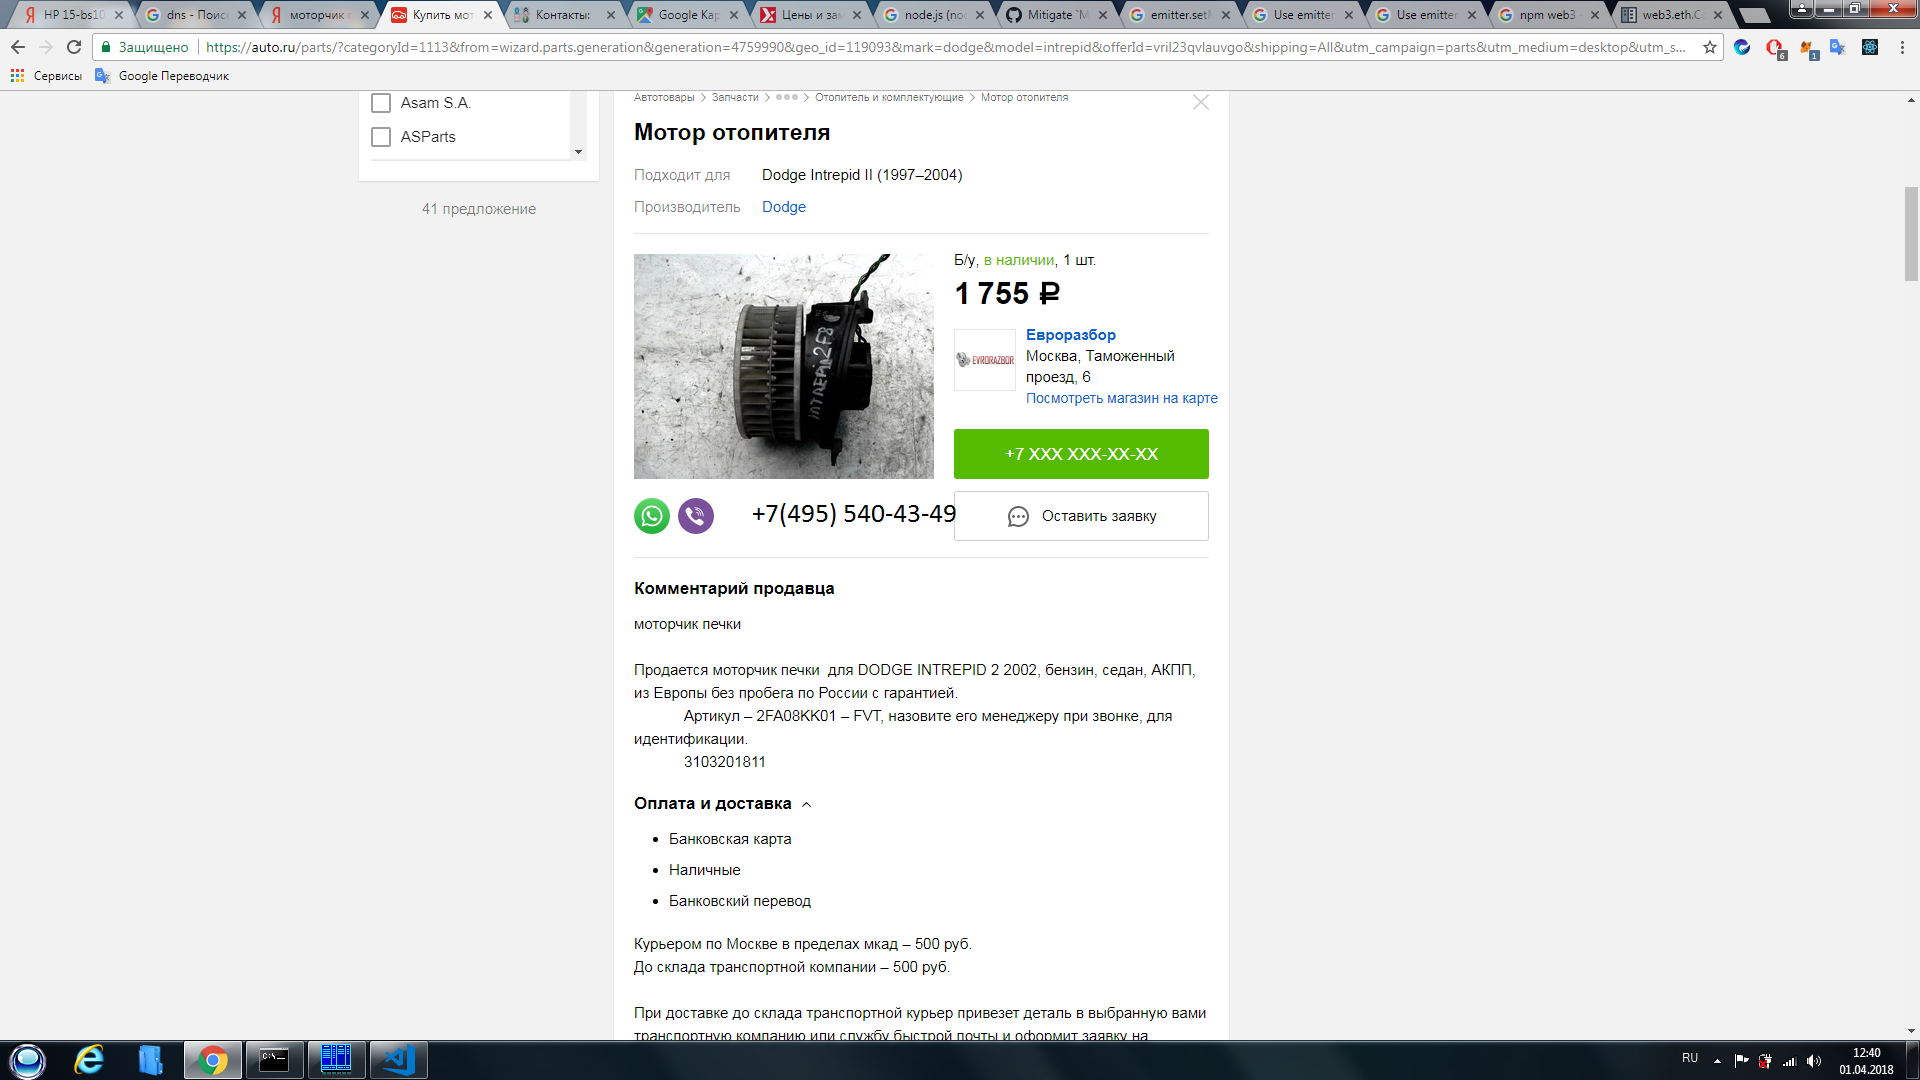 HP 15-bs10
dns - Поис
моторчик
Купить мот
Контакты:
Google Кар
Цены и зам
node.js (no
Mitigate `M
emitter.setM
Use emitter
Use emitter
npm web3
web3.eth.C
Защищено
https://auto.ru/parts/?categoryId=1113&from=wizard.parts.generation&generation=4759990&geo_id=119093&mark=dodge&model=intrepid&offerId=vril23qvlauvgo&shipping=All&utm_campaign=parts&utm_medium=desktop&utm_s...
6
1
Сервисы
Google Переводчик
Asam S.A.
ASParts
41 предложение
Автотовары > Запчасти > > Отопитель и комплектующие > Мотор отопителя
Мотор отопителя
Подходит для Dodge Intrepid II (1997–2004)
Производитель Dodge
INTREPID 2F8
Б/у, в наличии, 1 шт.
1 755 ₽
EVRORAZBOR
Евроразбор
Москва, Таможенный
проезд, 6
Посмотреть магазин на карте
+7 XXX XXX-XX-XX
+7(495) 540-43-49
Оставить заявку
Комментарий продавца
моторчик печки
Продается моторчик печки для DODGE INTREPID 2 2002, бензин, седан, АКПП,
из Европы без пробега по России с гарантией.
Артикул – 2FA08KK01 – FVT, назовите его менеджеру при звонке, для
идентификации.
3103201811
Оплата и доставка
• Банковская карта
• Наличные
• Банковский перевод
Курьером по Москве в пределах мкад – 500 руб.
До склада транспортной компании – 500 руб.
При доставке до склада транспортной курьер привезет деталь в выбранную вами
транспортную компанию или службу быстрой почты и оформит заявку на
RU
12:40
01.04.2018